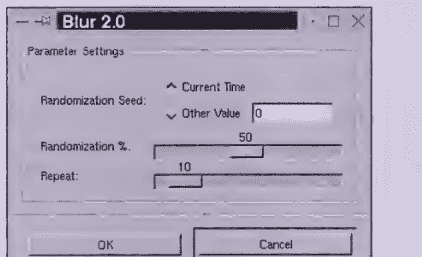 Blur 2.0
Parameter Settings
Randomization Seed:
Current Time
Other Value 0
Randomization %.
50
Repeat:
10
OK
Cancel